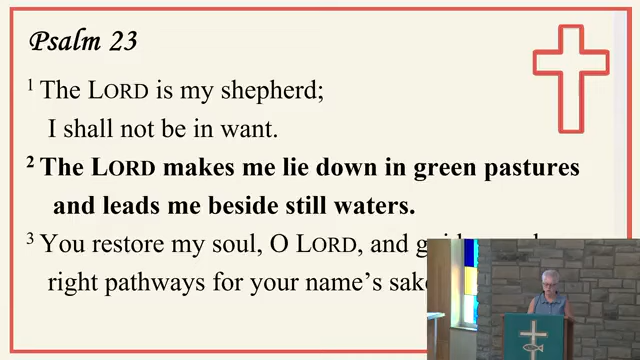 Psalm 23
1 The LORD is my shepherd;
I shall not be in want.
2 The LORD makes me lie down in green pastures
and leads me beside still waters.
3 You restore my soul, O LORD, and
right pathways for your name's sake